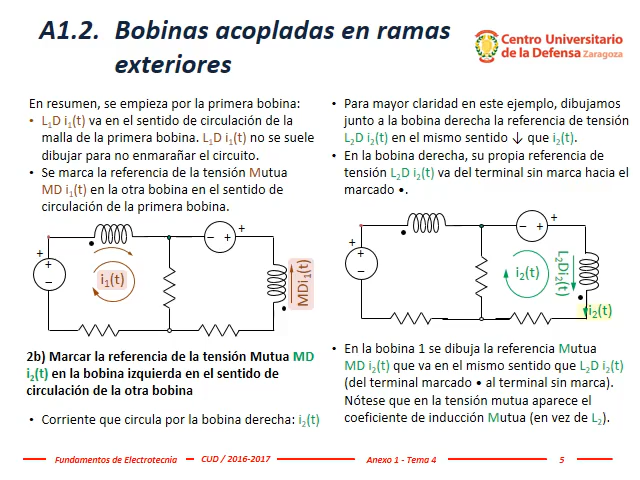 A1.2. Bobinas acopladas en ramas
exteriores
Centro Universitario
de la Defensa Zaragoza
En resumen, se empieza por la primera bobina:
• L₁D i₁(t) va en el sentido de circulación de la
malla de la primera bobina. L₁D i₁(t) no se suele
dibujar para no enmarañar el circuito.
• Se marca la referencia de la tensión Mutua
MD i₁(t) en la otra bobina en el sentido de
circulación de la primera bobina.
+
+
−
i₁(t)
− +
+
MDi₁(t)
2b) Marcar la referencia de la tensión Mutua MD
i₂(t) en la bobina izquierda en el sentido de
circulación de la otra bobina
• Corriente que circula por la bobina derecha: i₂(t)
• Para mayor claridad en este ejemplo, dibujamos
junto a la bobina derecha la referencia de tensión
L₂D i₂(t) en el mismo sentido ↓ que i₂(t).
• En la bobina derecha, su propia referencia de
tensión L₂D i₂(t) va del terminal sin marca hacia el
marcado •.
+
+
−
− +
+
i₂(t)
L₂Di₂(t)
i₂(t)
• En la bobina 1 se dibuja la referencia Mutua
MD i₂(t) que va en el mismo sentido que L₂D i₂(t)
(del terminal marcado • al terminal sin marca).
Nótese que en la tensión mutua aparece el
coeficiente de inducción Mutua (en vez de L₂).
Fundamentos de Electrotecnia
CUD / 2016-2017
Anexo 1 - Tema 4
5